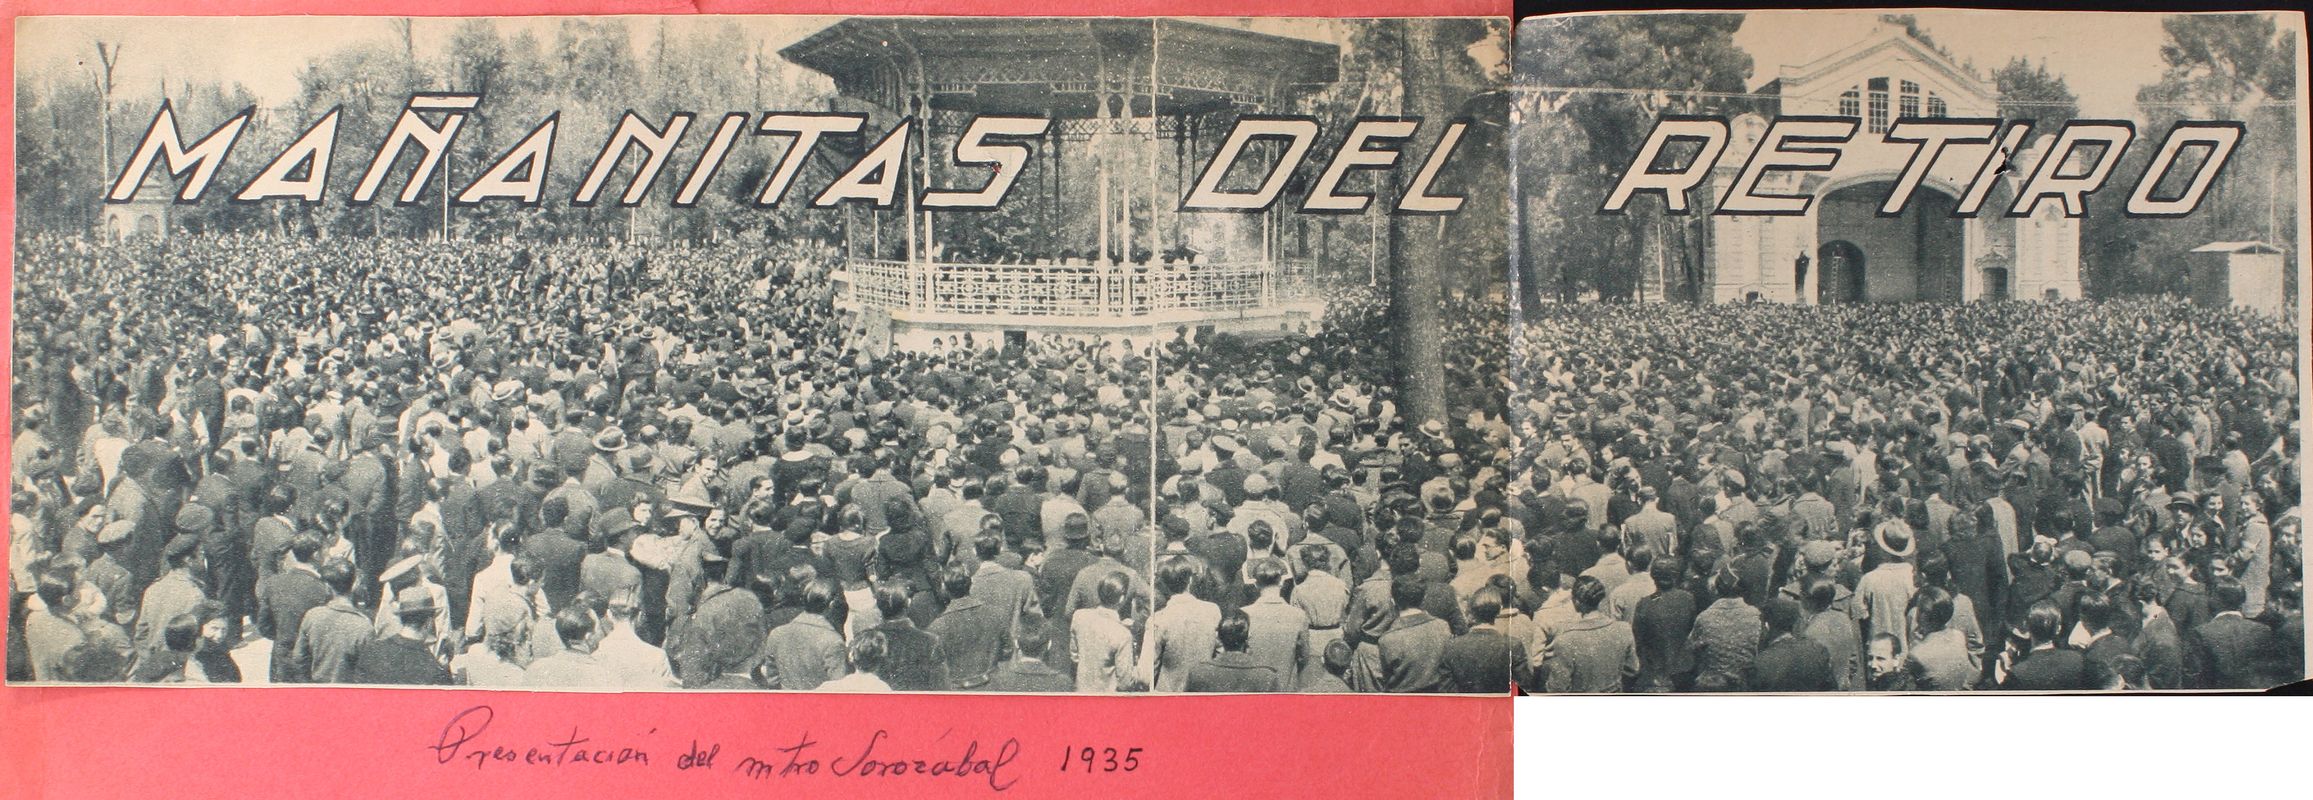 MAÑANITAS DEL RETIRO
Presentación del mtro Sorozábal 1935